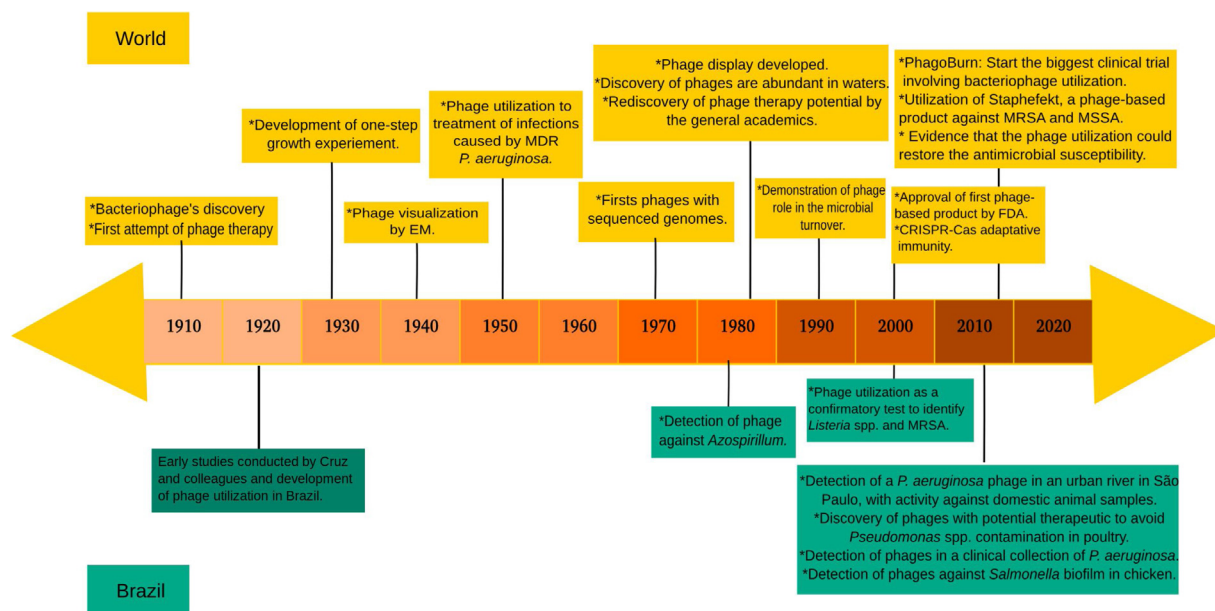 World
*Bacteriophage's discovery
*First attempt of phage therapy
*Development of one-step
growth experiement.
*Phage visualization
by EM.
*Phage utilization to
treatment of infections
caused by MDR
P. aeruginosa.
*Firsts phages with
sequenced genomes.
*Phage display developed.
*Discovery of phages are abundant in waters.
*Rediscovery of phage therapy potential by
the general academics.
*Demonstration of phage
role in the microbial
turnover.
*PhagoBurn: Start the biggest clinical trial
involving bacteriophage utilization.
*Utilization of Staphefekt, a phage-based
product against MRSA and MSSA.
* Evidence that the phage utilization could
restore the antimicrobial susceptibility.
*Approval of first phage-
based product by FDA.
*CRISPR-Cas adaptative
immunity.
1910 1920 1930 1940 1950 1960 1970 1980 1990 2000 2010 2020
Early studies conducted by Cruz
and colleagues and development
of phage utilization in Brazil.
*Detection of phage
against Azospirillum.
*Phage utilization as a
confirmatory test to identify
Listeria spp. and MRSA.
*Detection of a P. aeruginosa phage in an urban river in São
Paulo, with activity against domestic animal samples.
*Discovery of phages with potential therapeutic to avoid
Pseudomonas spp. contamination in poultry.
*Detection of phages in a clinical collection of P. aeruginosa.
*Detection of phages against Salmonella biofilm in chicken.
Brazil